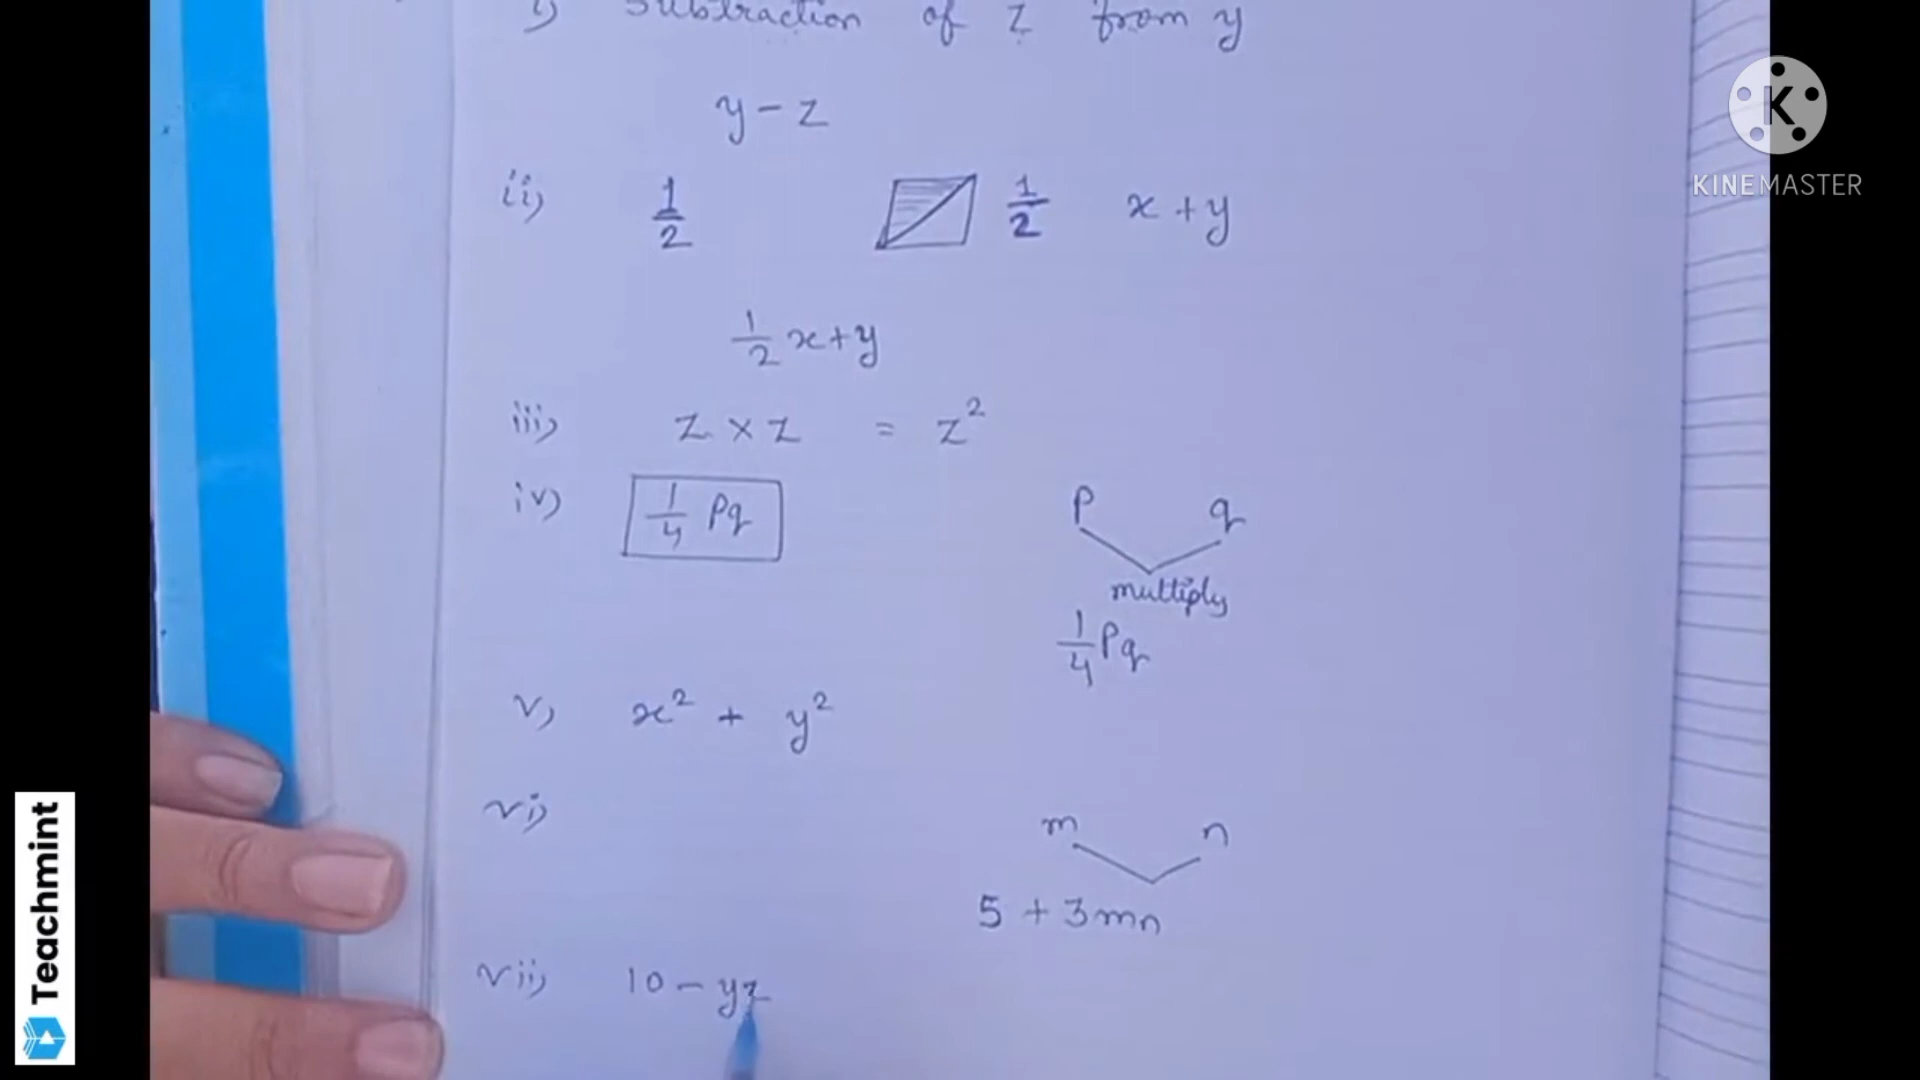 i) Subtraction of z from y
y - z
ii) 1/2 1/2 x + y
1/2 x + y
iii) z × z = z²
iv) 1/4 pq p q
multiply
1/4 pq
v) x² + y²
vi) m n
5 + 3mn
vii) 10 - yz
K
KINEMASTER
Teachmint